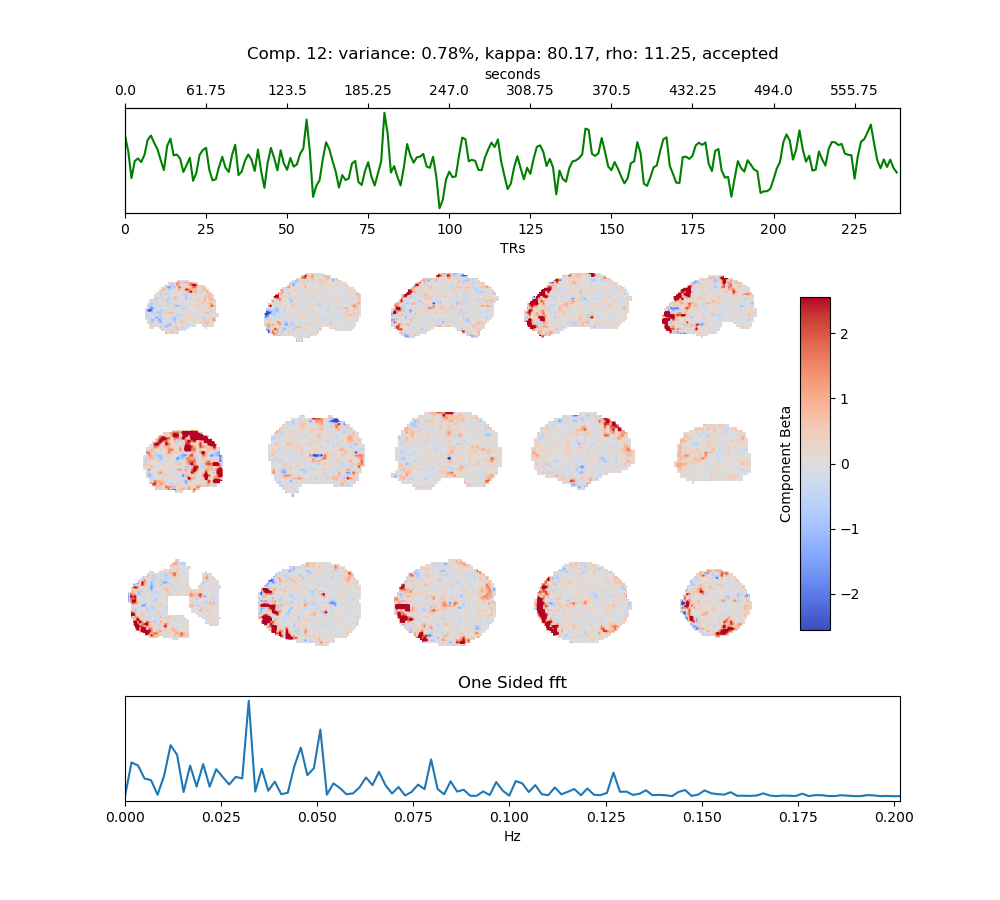 Comp. 12: variance: 0.78%, kappa: 80.17, rho: 11.25, accepted
seconds
0.0 61.75 123.5 185.25 247.0 308.75 370.5 432.25 494.0 555.75
0 25 50 75 100 125 150 175 200 225
TRs
2
1
0
−1
−2
Component Beta
One Sided fft
0.000 0.025 0.050 0.075 0.100 0.125 0.150 0.175 0.200
Hz